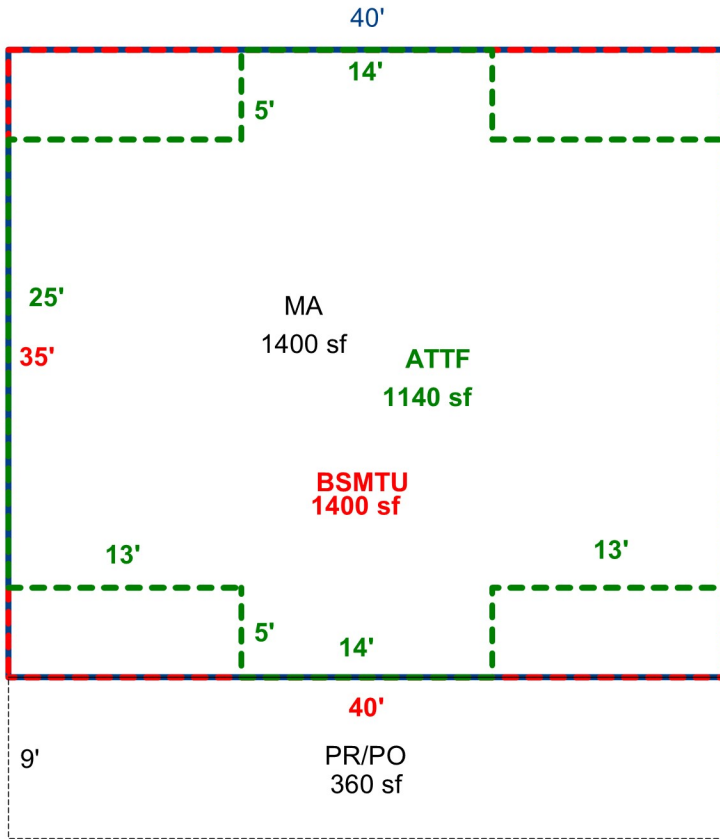 40'
14'
5'
25'
MA
1400 sf
35'
ATTF
1140 sf
BSMTU
1400 sf
13'
13'
5'
14'
40'
9'
PR/PO
360 sf